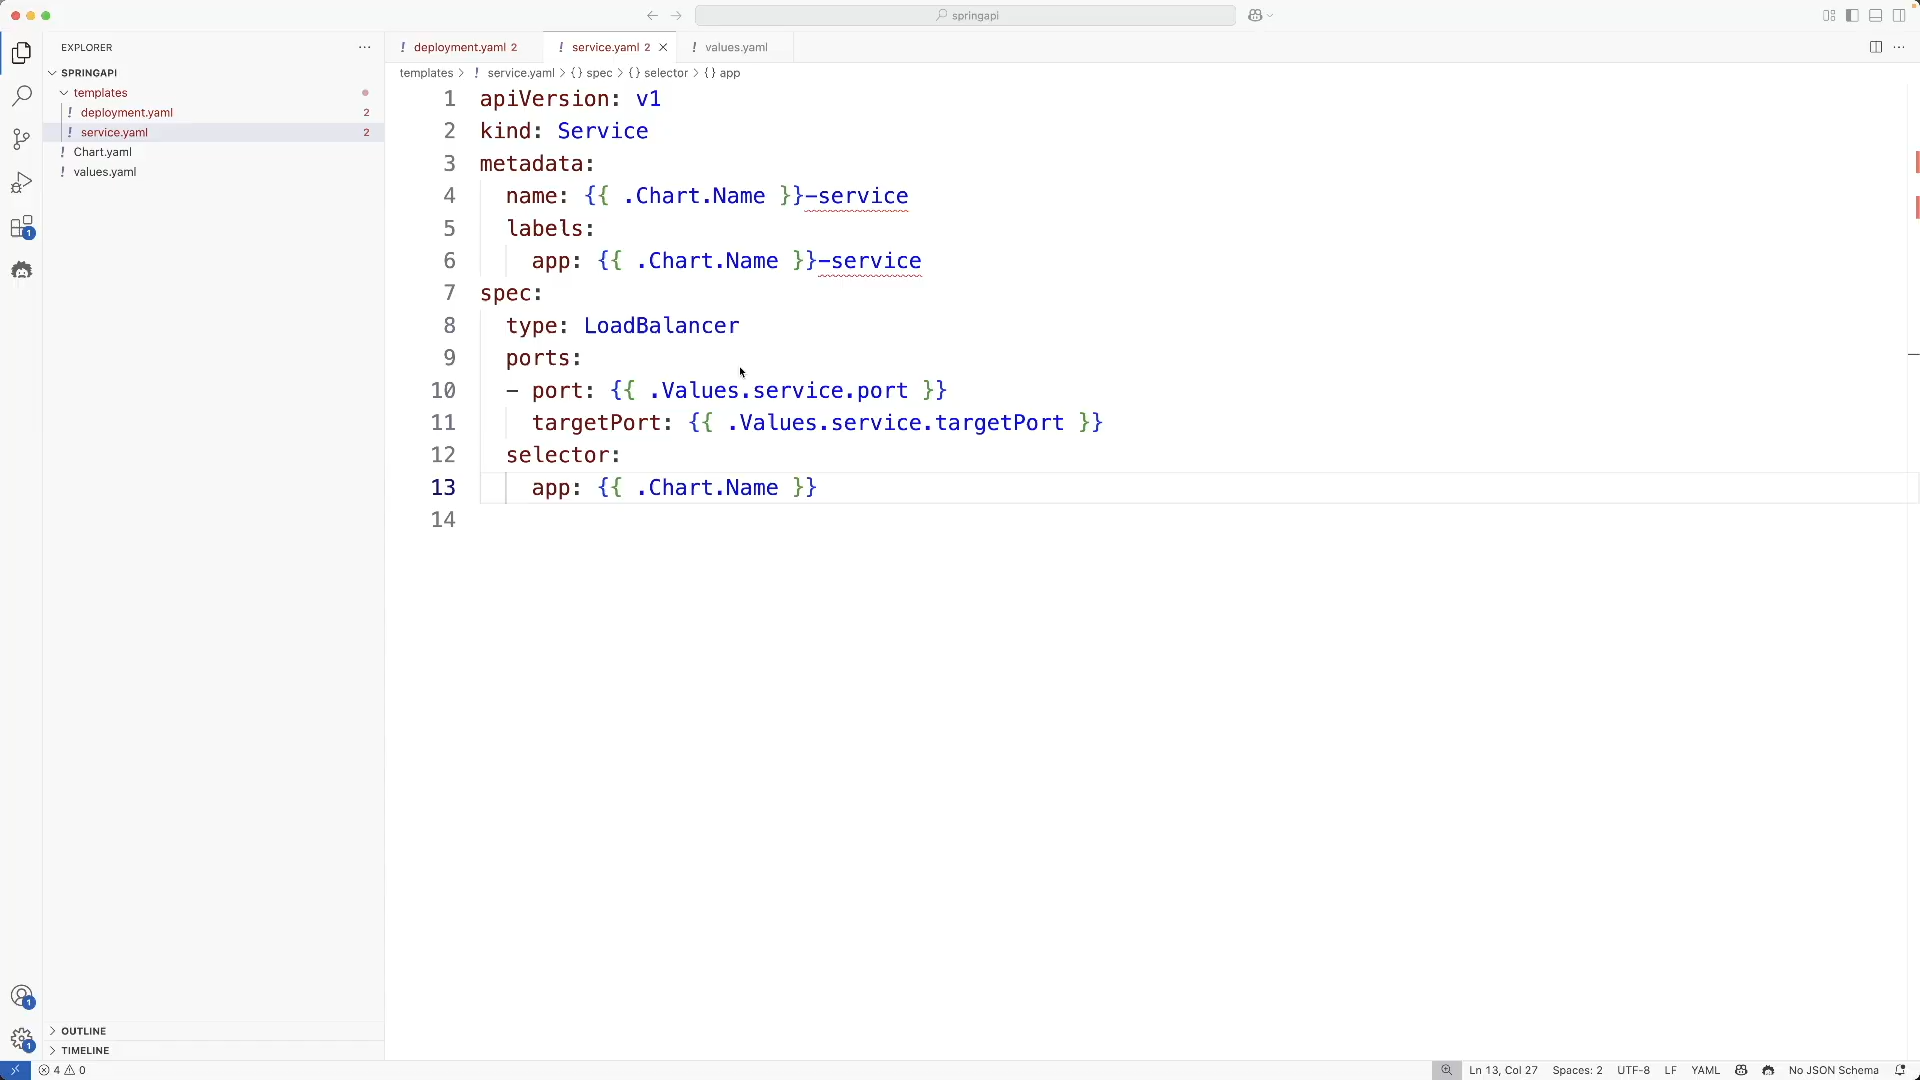 springapi
EXPLORER
SPRINGAPI
templates
! deployment.yaml 2
! service.yaml 2
! Chart.yaml
! values.yaml
! deployment.yaml 2
! service.yaml 2
! values.yaml
templates > ! service.yaml > {} spec > {} selector > {} app
1 apiVersion: v1
2 kind: Service
3 metadata:
4 name: {{ .Chart.Name }}-service
5 labels:
6 app: {{ .Chart.Name }}-service
7 spec:
8 type: LoadBalancer
9 ports:
10 - port: {{ .Values.service.port }}
11 targetPort: {{ .Values.service.targetPort }}
12 selector:
13 app: {{ .Chart.Name }}
14
1
1
1
OUTLINE
TIMELINE
4 0
Ln 13, Col 27 Spaces: 2 UTF-8 LF YAML No JSON Schema